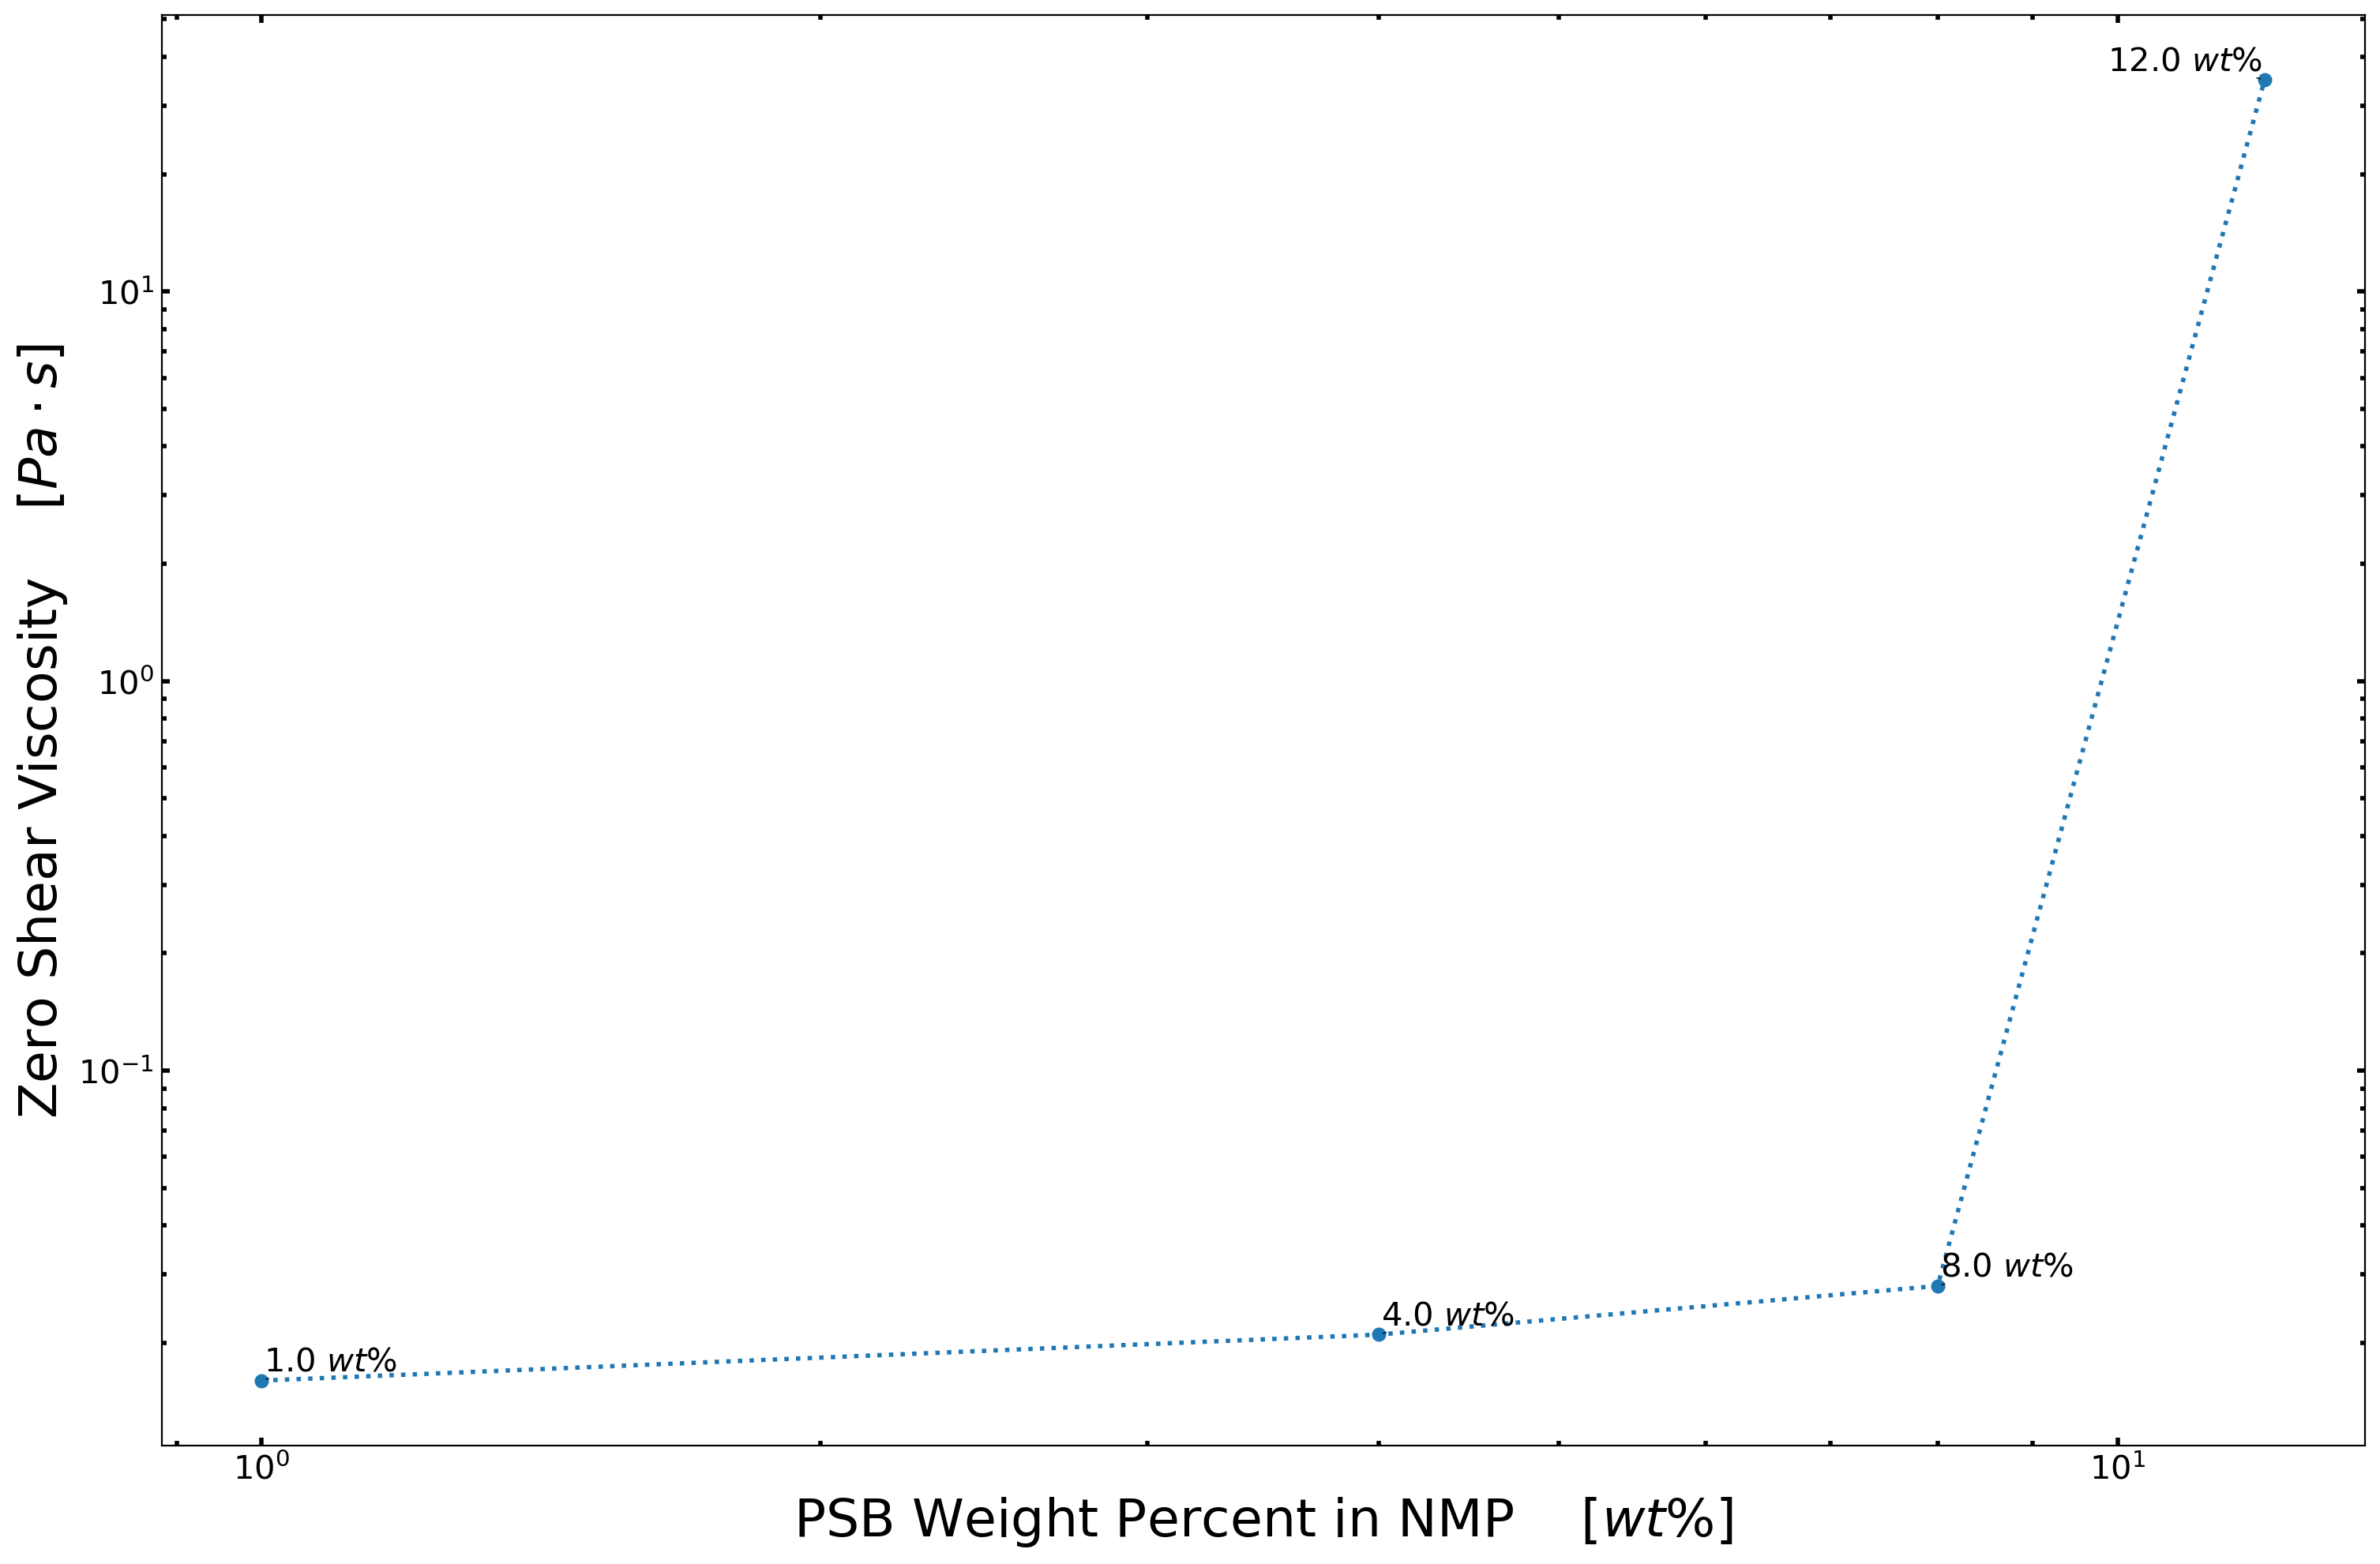 12.0 wt%
10¹
10⁰
10⁻¹
Zero Shear Viscosity [Pa · s]
8.0 wt%
4.0 wt%
1.0 wt%
10⁰
10¹
PSB Weight Percent in NMP [wt%]